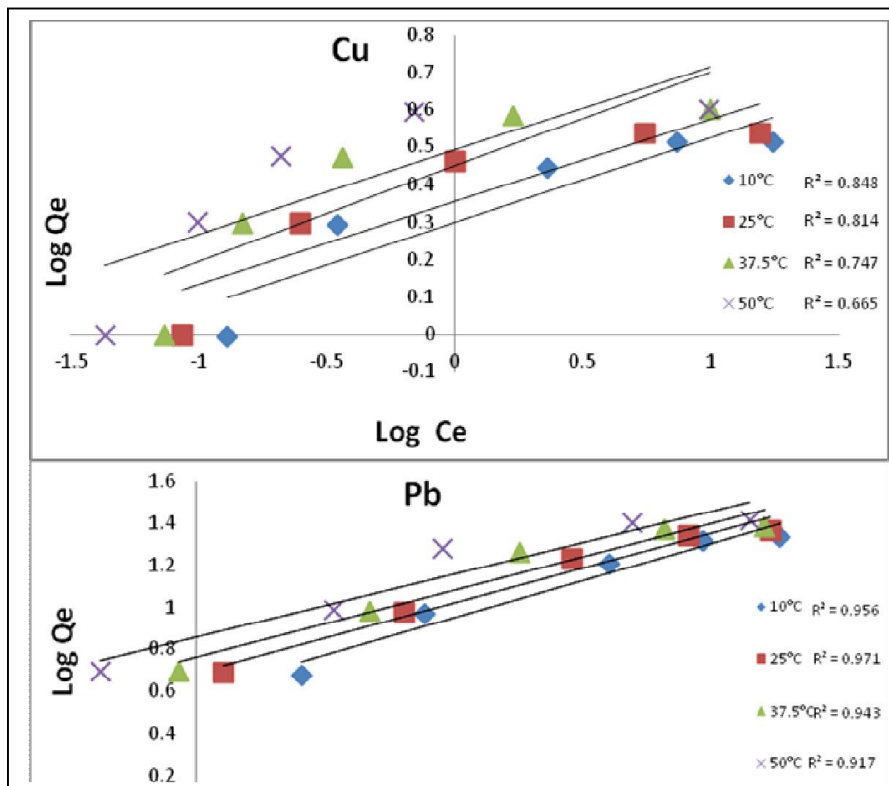 Cu
0.8
0.7
0.6
0.5
0.4
0.3
0.2
0.1
0
-0.1
-1.5 -1 -0.5 0 0.5 1 1.5
Log Qe
Log Ce
10°C R² = 0.848
25°C R² = 0.814
37.5°C R² = 0.747
50°C R² = 0.665
Pb
1.6
1.4
1.2
1
0.8
0.6
0.4
0.2
Log Qe
10°C R² = 0.956
25°C R² = 0.971
37.5°C R² = 0.943
50°C R² = 0.917